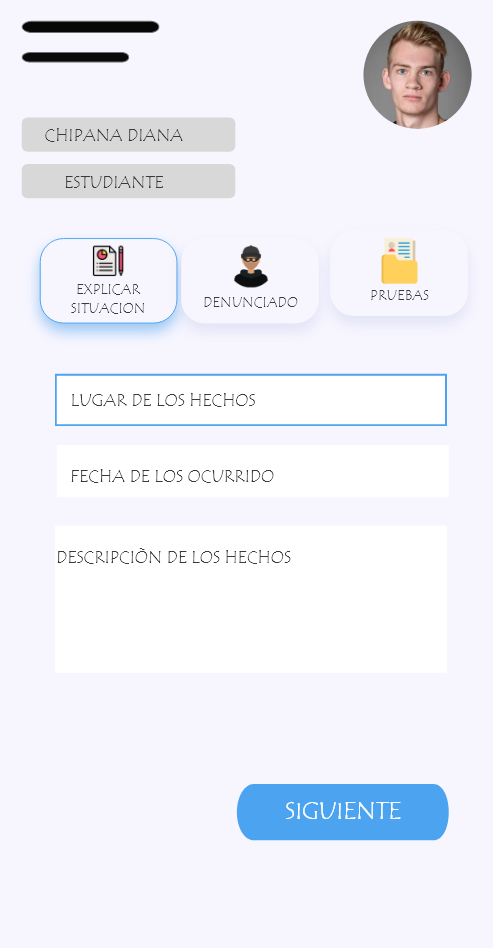 CHIPANA DIANA
ESTUDIANTE
EXPLICAR
SITUACION
DENUNCIADO
PRUEBAS
LUGAR DE LOS HECHOS
FECHA DE LOS OCURRIDO
DESCRIPCIÕN DE LOS HECHOS
SIGUIENTE